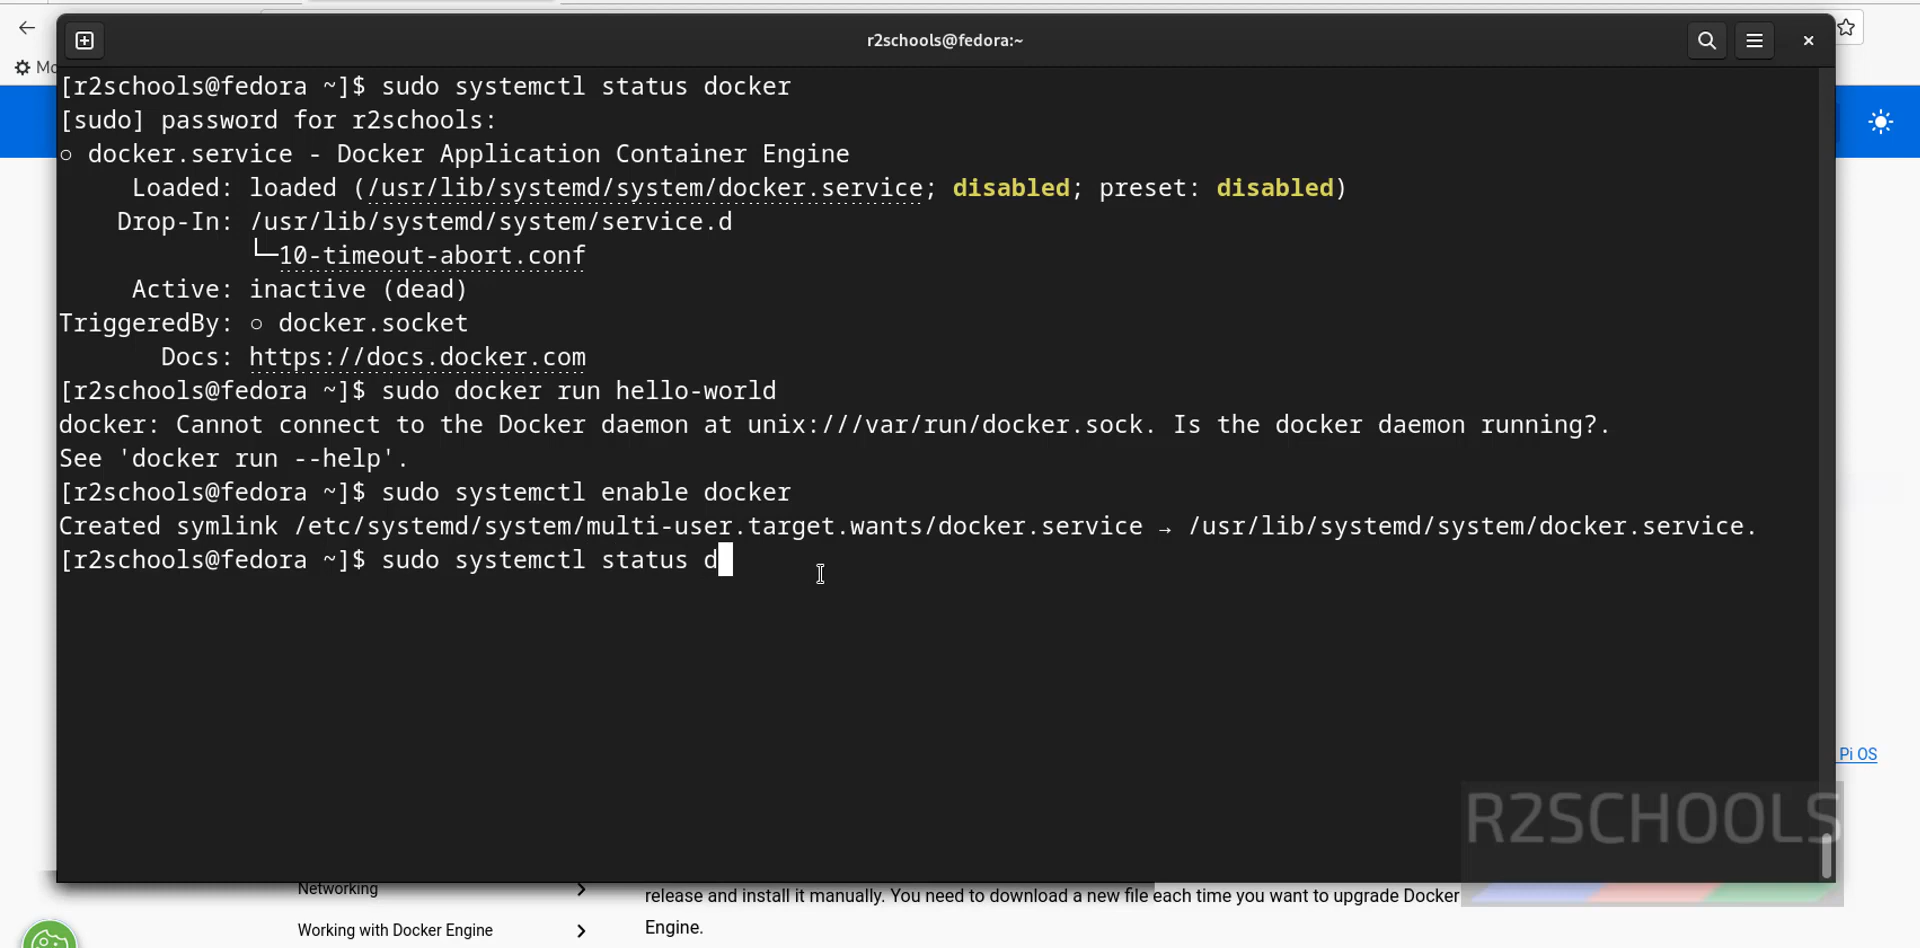 r2schools@fedora:~
Mo
[r2schools@fedora ~]$ sudo systemctl status docker
[sudo] password for r2schools:
○ docker.service - Docker Application Container Engine
Loaded: loaded (/usr/lib/systemd/system/docker.service; disabled; preset: disabled)
Drop-In: /usr/lib/systemd/system/service.d
└─10-timeout-abort.conf
Active: inactive (dead)
TriggeredBy: ○ docker.socket
Docs: https://docs.docker.com
[r2schools@fedora ~]$ sudo docker run hello-world
docker: Cannot connect to the Docker daemon at unix:///var/run/docker.sock. Is the docker daemon running?.
See 'docker run --help'.
[r2schools@fedora ~]$ sudo systemctl enable docker
Created symlink /etc/systemd/system/multi-user.target.wants/docker.service → /usr/lib/systemd/system/docker.service.
[r2schools@fedora ~]$ sudo systemctl status d
Pi OS
R2SCHOOLS
Networking
release and install it manually. You need to download a new file each time you want to upgrade Docker
Working with Docker Engine
Engine.